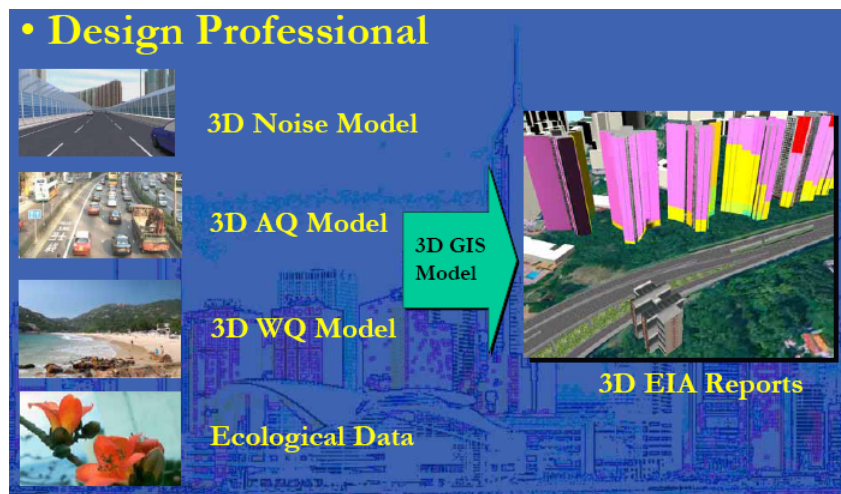 • Design Professional
3D Noise Model
3D AQ Model
3D GIS
Model
3D WQ Model
3D EIA Reports
Ecological Data